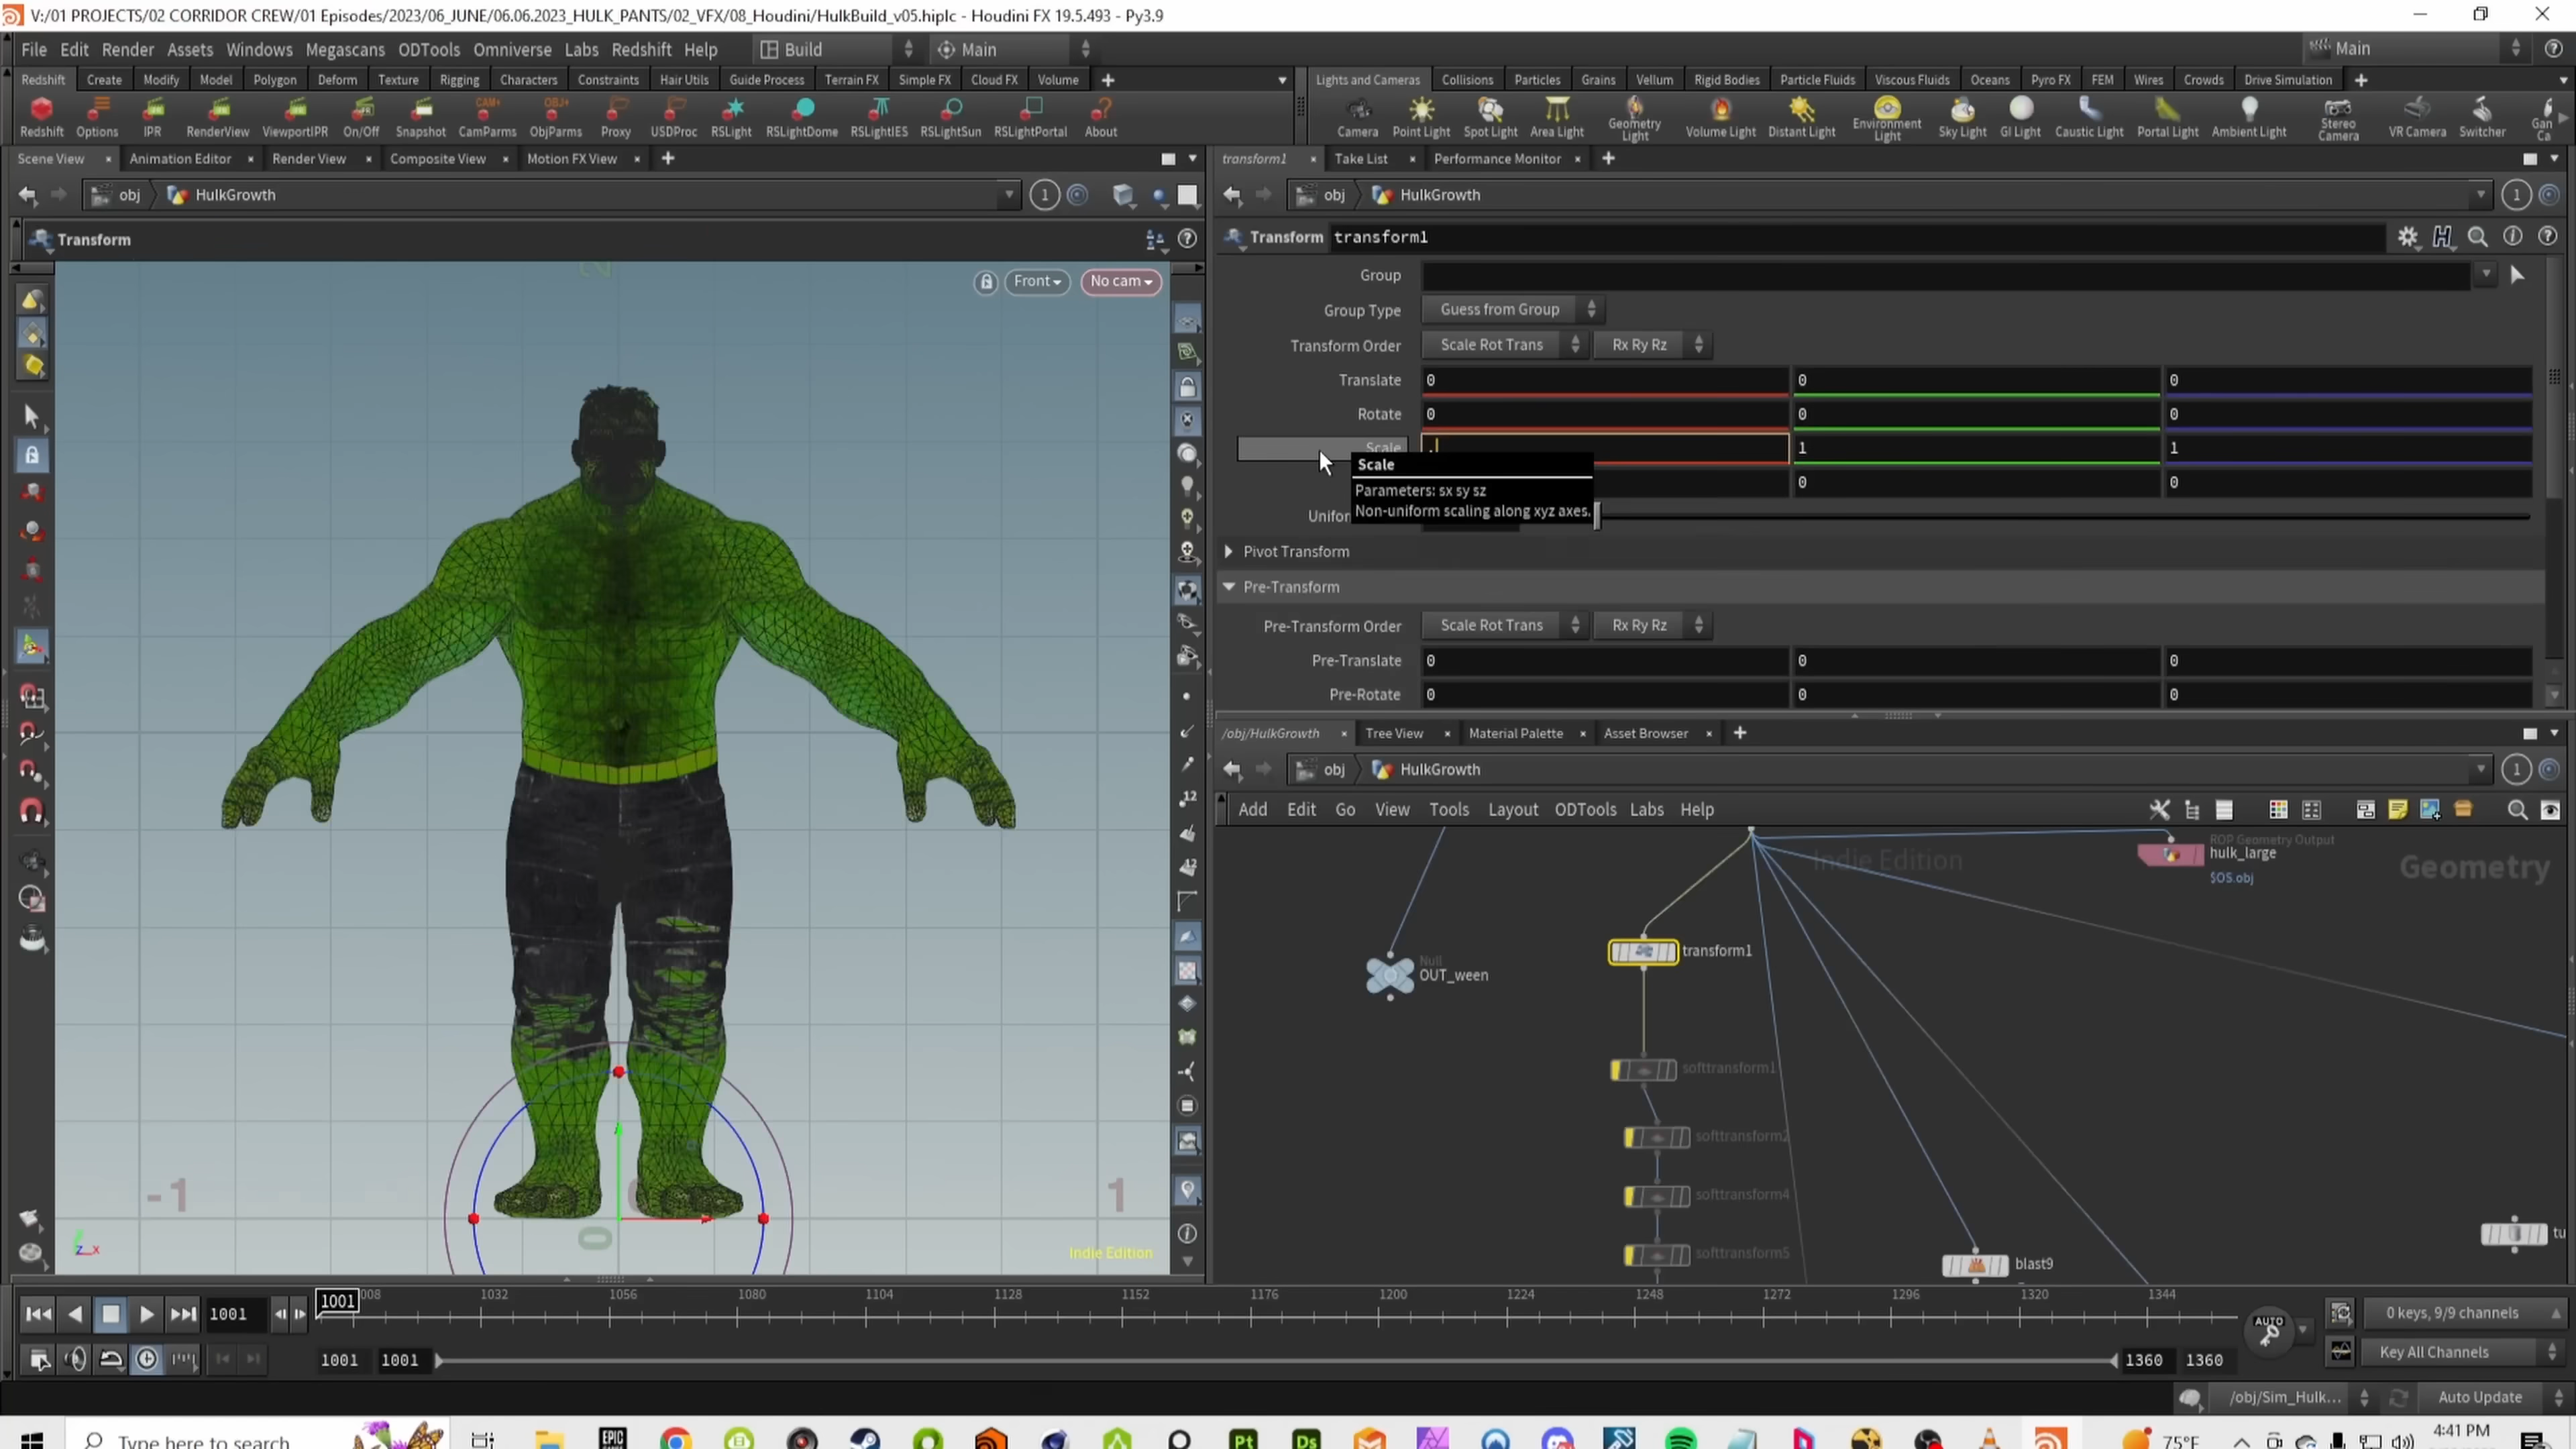 V:/01 PROJECTS/02 CORRIDOR CREW/01 Episodes/2023/06_JUNE/06.06.2023_HULK_PANTS/02_VFX/08_Houdini/HulkBuild_v05.hiplc - Houdini FX 19.5.493 - Py3.9
File Edit Render Assets Windows Megascans ODTools Omniverse Labs Redshift Help Build Main Main
Redshift Create Modify Model Polygon Deform Texture Rigging Characters Constraints Hair Utils Guide Process Terrain FX Simple FX Cloud FX Volume
Lights and Cameras Collisions Particles Grains Vellum Rigid Bodies Particle Fluids Viscous Fluids Oceans Pyro FX FEM Wires Crowds Drive Simulation
Redshift Options IPR RenderView ViewportIPR On/Off Snapshot CamParms ObjParms Proxy USDProc RSLight RSLightDome RSLightIES RSLightSun RSLightPortal About
Camera Point Light Spot Light Area Light Geometry Light Volume Light Distant Light Environment Light Sky Light GI Light Caustic Light Portal Light Ambient Light Stereo Camera VR Camera Switcher Gan Ca
Scene View Animation Editor Render View Composite View Motion FX View
obj HulkGrowth 1
Transform
Front No cam
-1 0 1
Indie Edition
z x
transform1 Take List Performance Monitor
obj HulkGrowth 1
Transform transform1
Group
Group Type Guess from Group
Transform Order Scale Rot Trans Rx Ry Rz
Translate 0 0 0
Rotate 0 0 0
Scale . 1 1
0 0
Scale
Parameters: sx sy sz
Non-uniform scaling along xyz axes.
Unifor
Pivot Transform
Pre-Transform
Pre-Transform Order Scale Rot Trans Rx Ry Rz
Pre-Translate 0 0 0
Pre-Rotate 0 0 0
/obj/HulkGrowth Tree View Material Palette Asset Browser
obj HulkGrowth 1
Add Edit Go View Tools Layout ODTools Labs Help
Indie Edition
Geometry
ROP Geometry Output
hulk_large
$OS.obj
transform1
Null
OUT_ween
softtransform1
softtransform2
softtransform4
softtransform5
blast9
tu
1001 1001 008 1032 1056 1080 1104 1128 1152 1176 1200 1224 1248 1272 1296 1320 1344
AUTO
0 keys, 9/9 channels
1001 1001 1360 1360
Key All Channels
/obj/Sim_Hulk... Auto Update
Type here to search
EPIC
Pt
Ds
75°F
4:41 PM